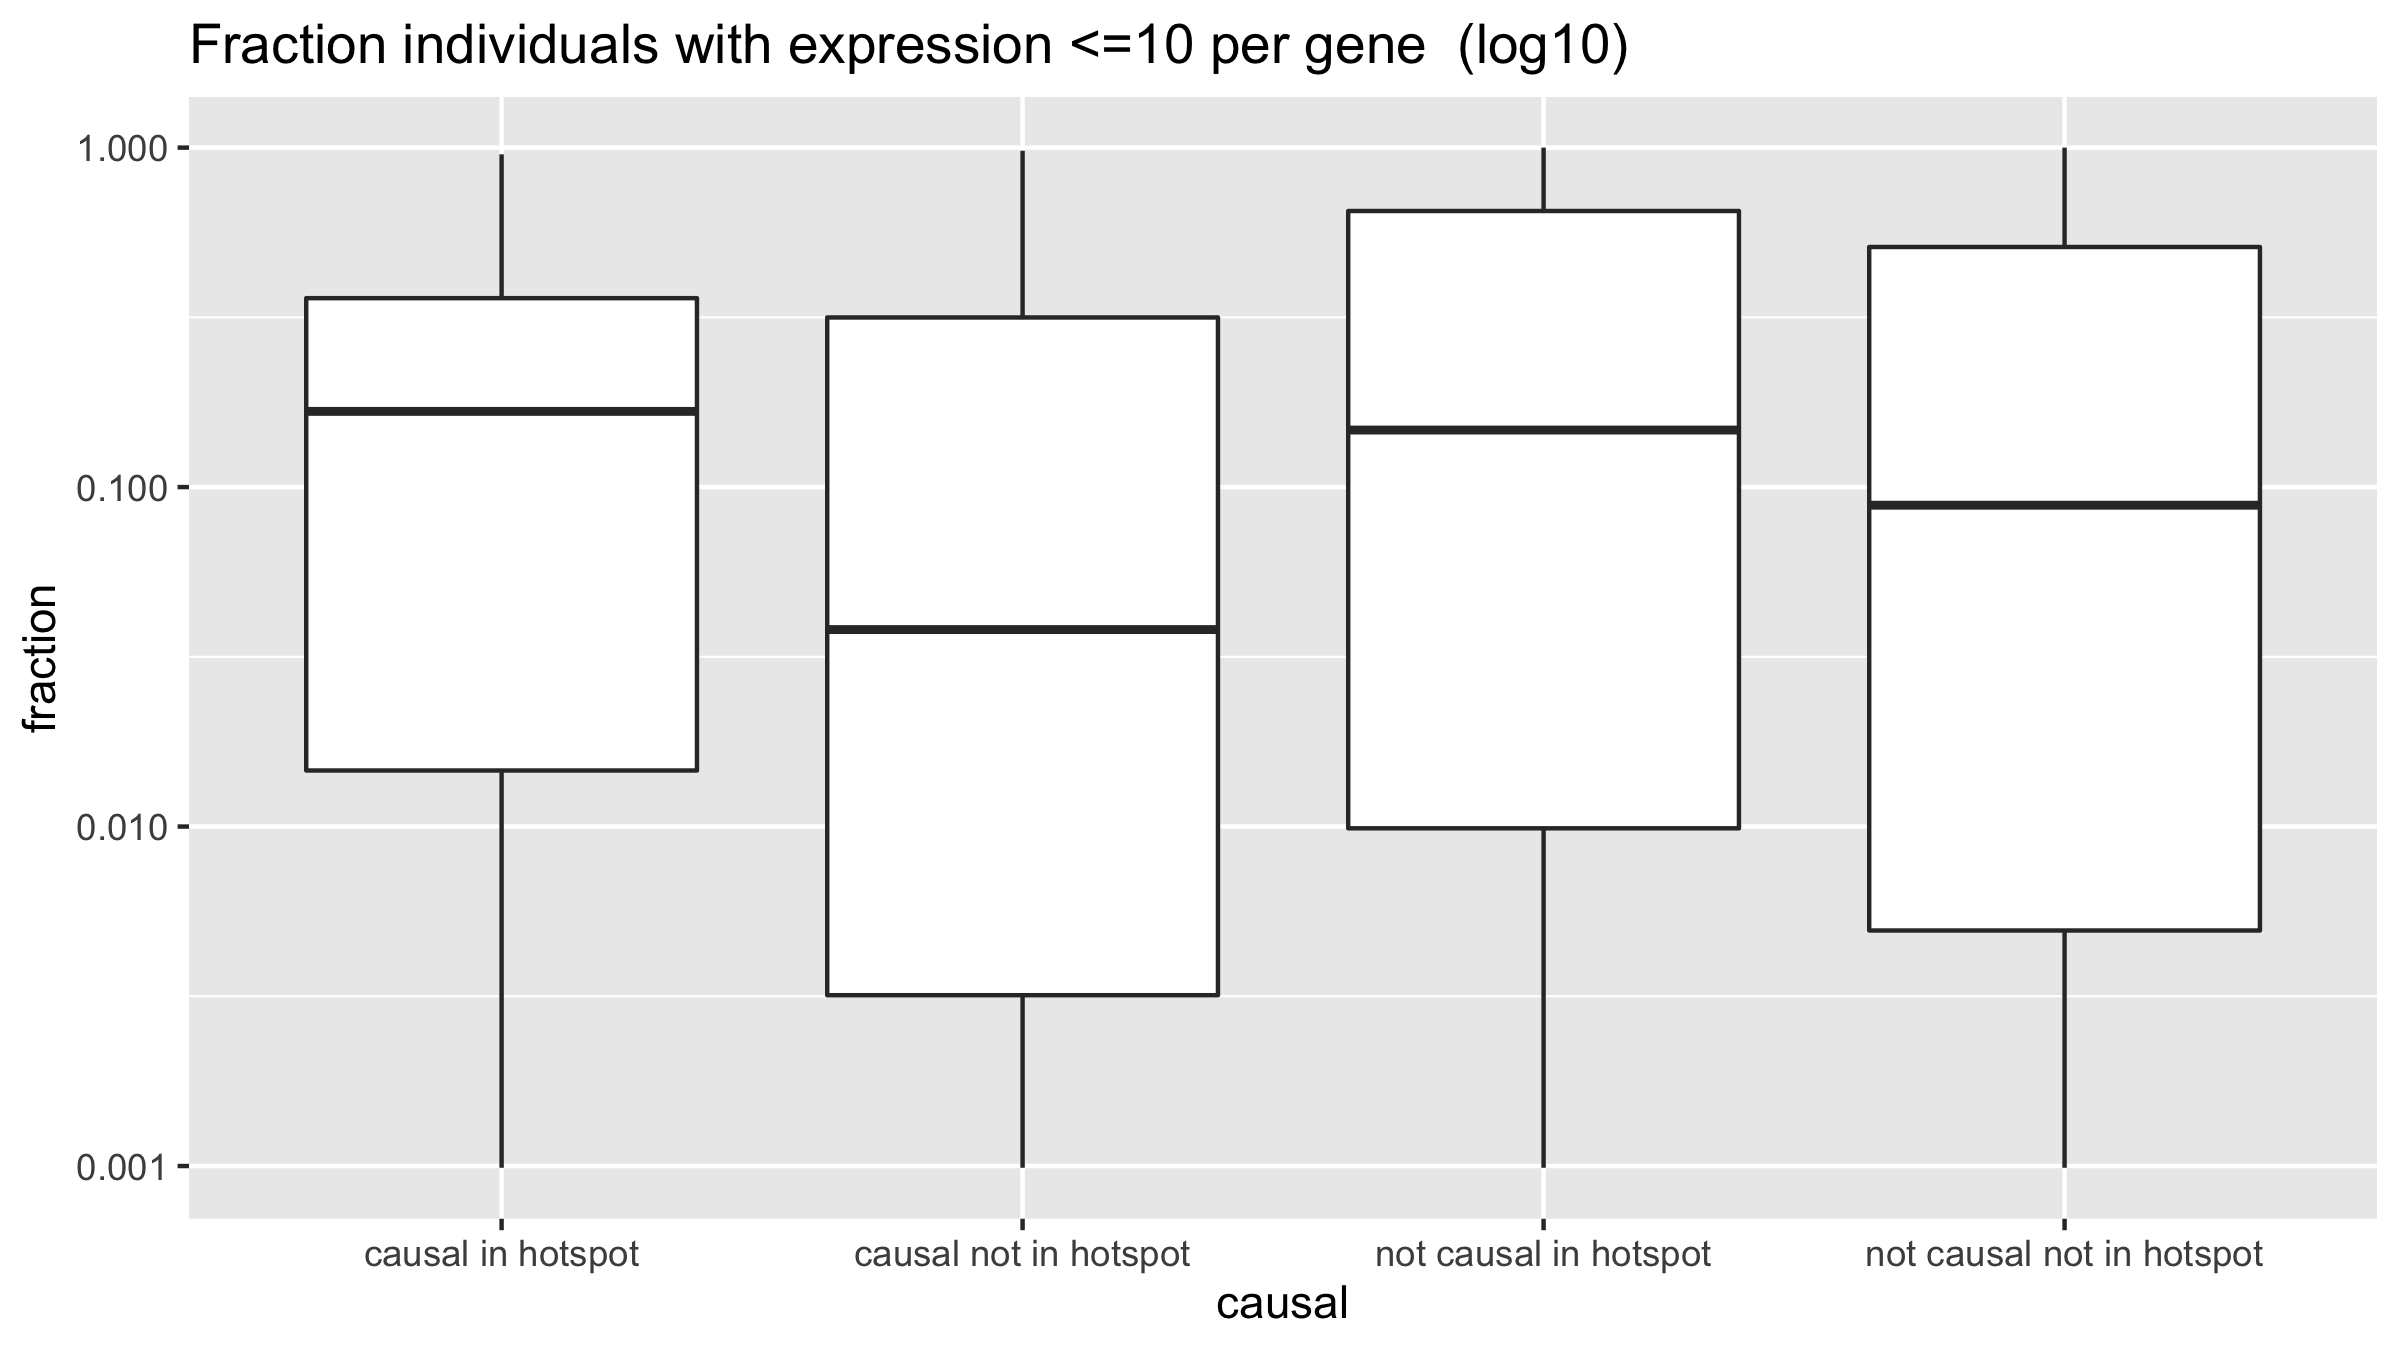 Fraction individuals with expression <=10 per gene  (log10)
1.000
0.100
0.010
0.001
fraction
causal in hotspot
causal not in hotspot
not causal in hotspot
not causal not in hotspot
causal